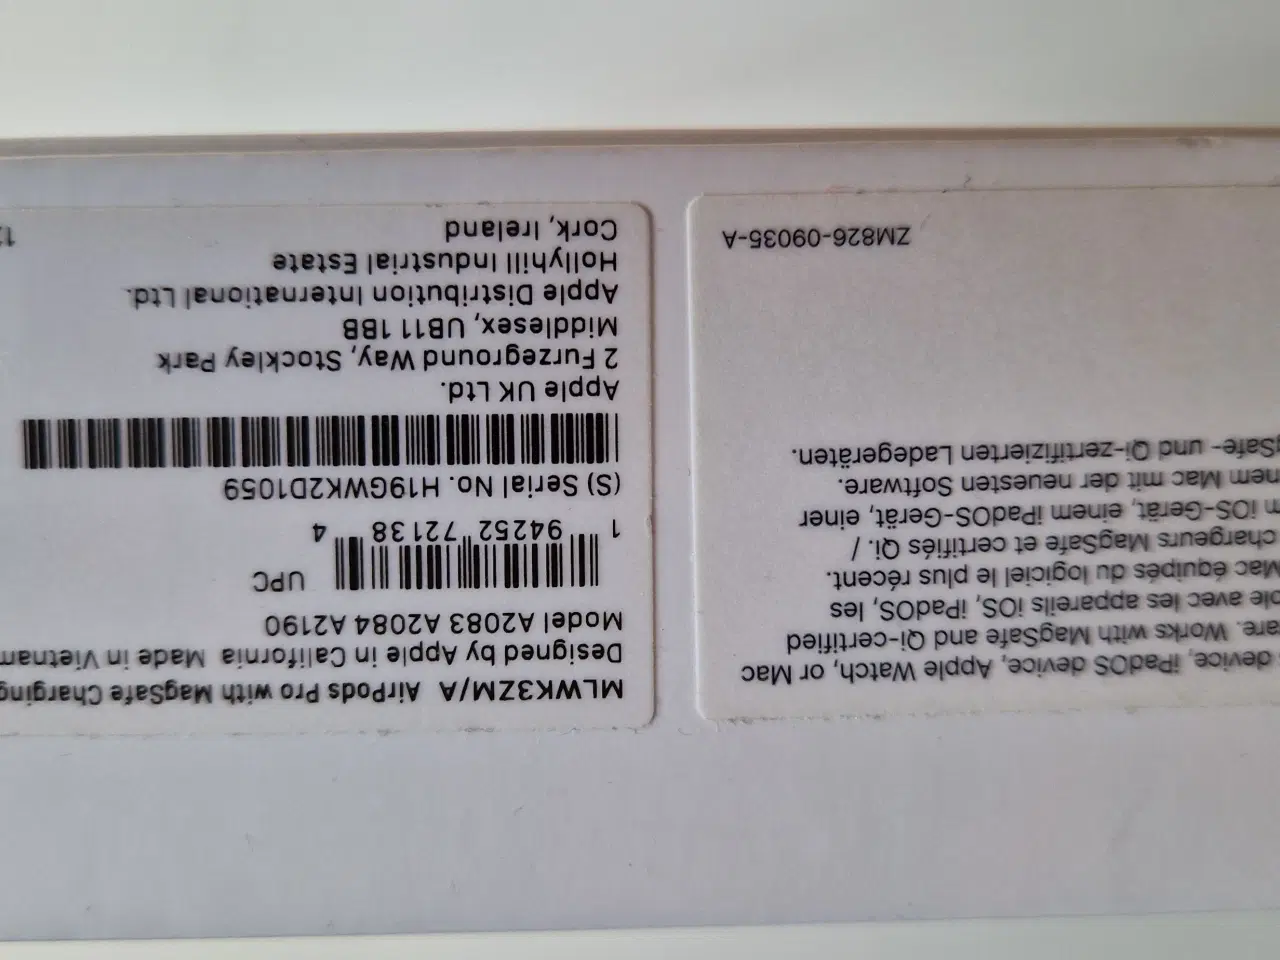 device, iPadOS device, Apple Watch, or Mac
are. Works with MagSafe and Qi-certified
ple avec les appareils iOS, iPadOS, les
Mac équipés du logiciel le plus récent.
chargeurs MagSafe et certifiés Qi. /
m iOS-Gerät, einem iPadOS-Gerät, einer
nem Mac mit der neuesten Software.
gSafe- und Qi-zertifizierten Ladegeräten.
ZM826-09035-A
MLWK3ZM/A AirPods Pro with MagSafe Charging
Designed by Apple in California Made in Vietnam
Model A2083 A2084 A2190
UPC
1 94252 72138 4
(S) Serial No. H19GWK2D1059
Apple UK Ltd.
2 Furzeground Way, Stockley Park
Middlesex, UB11 1BB
Apple Distribution International Ltd.
Hollyhill Industrial Estate
Cork, Ireland